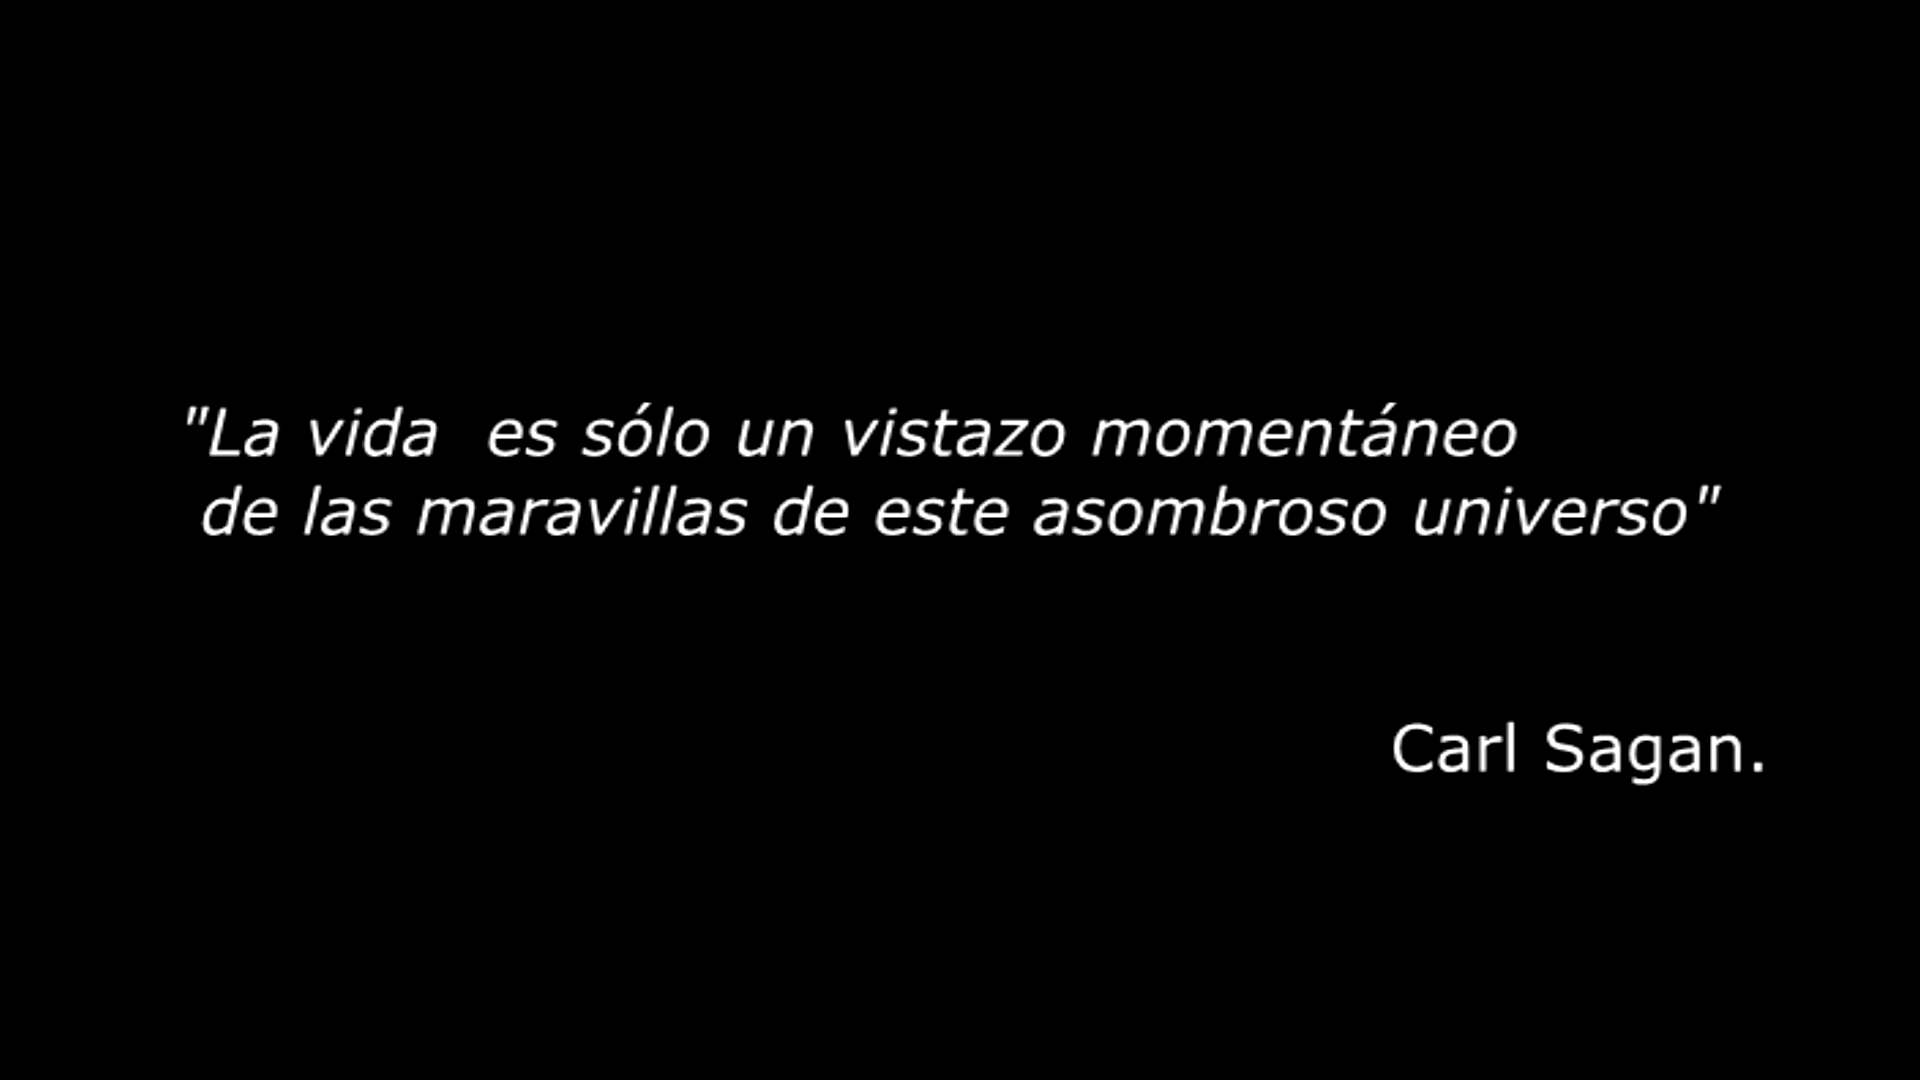 "La vida  es sólo un vistazo momentáneo
de las maravillas de este asombroso universo"
Carl Sagan.